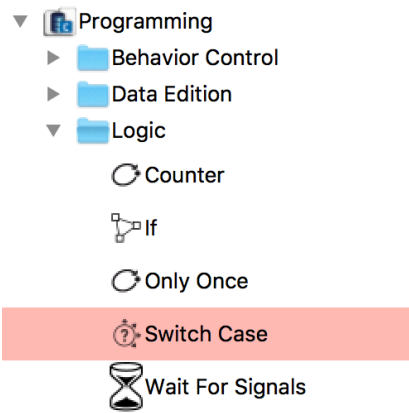 Programming
Behavior Control
Data Edition
Logic
Counter
If
Only Once
Switch Case
Wait For Signals